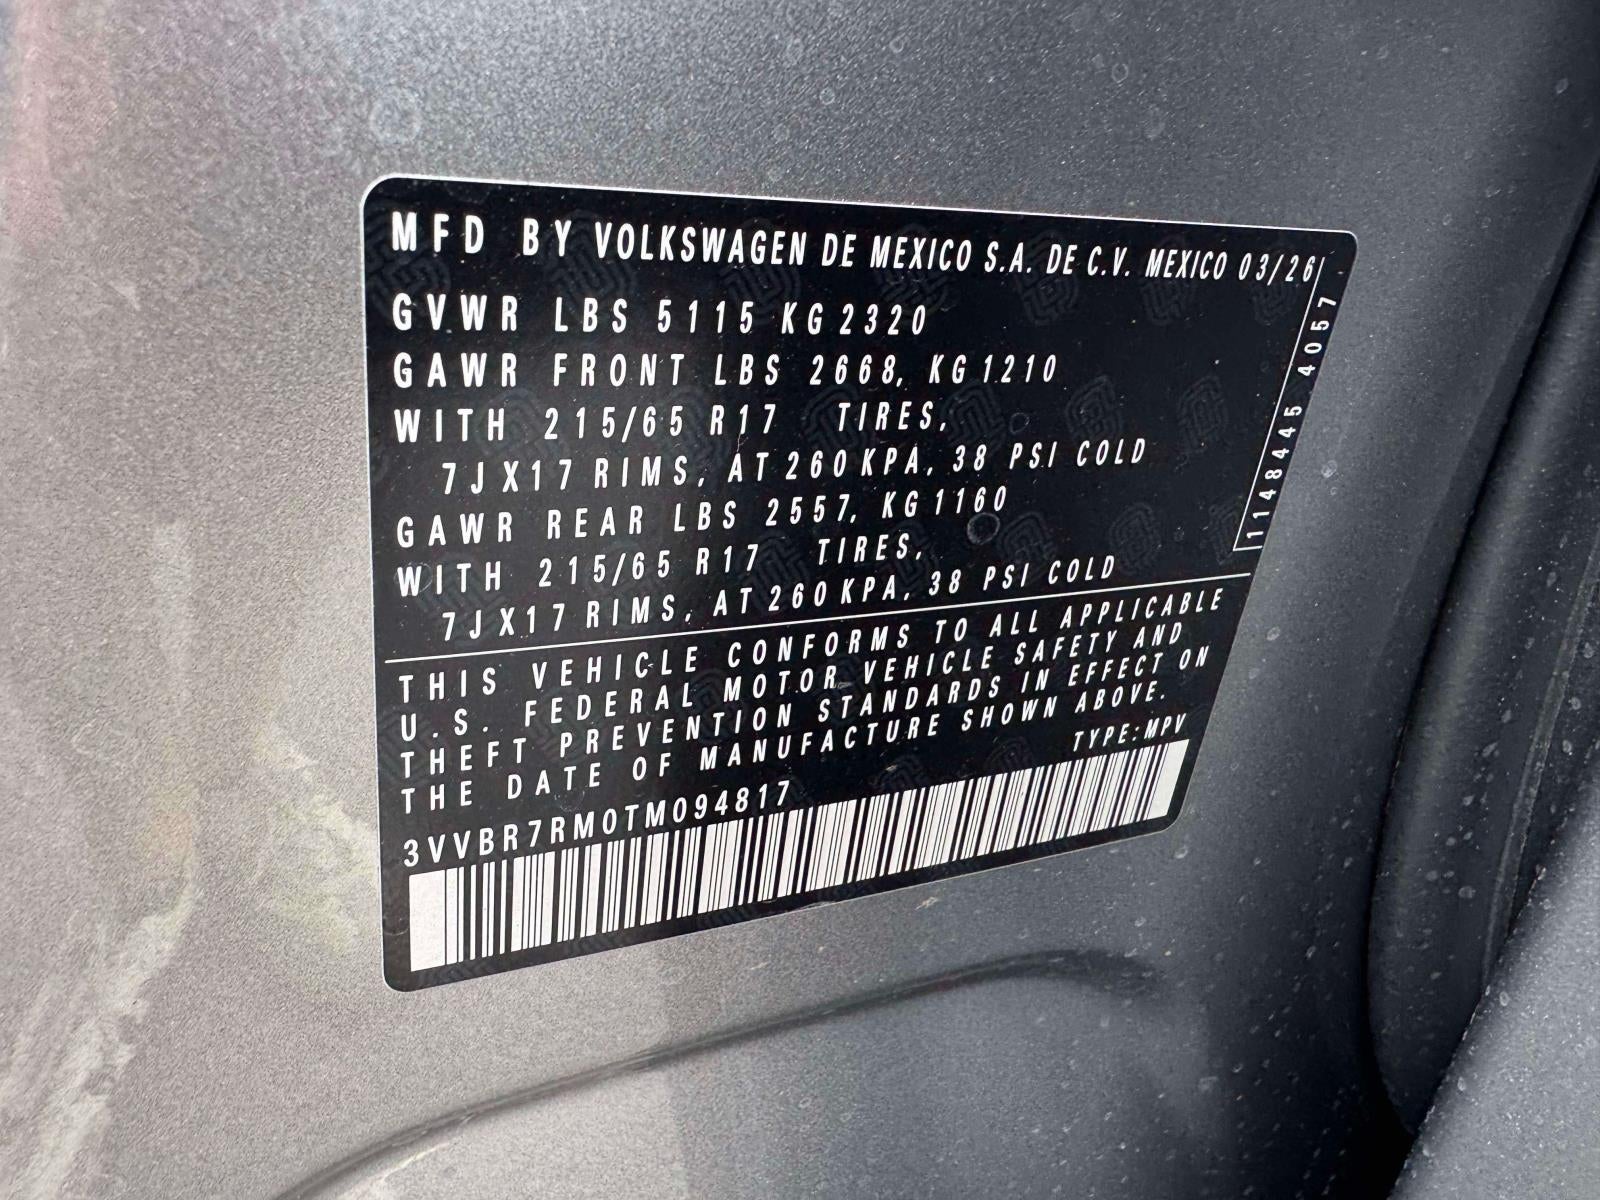 MFD BY VOLKSWAGEN DE MEXICO S.A. DE C.V. MEXICO 03/26
GVWR LBS 5115 KG 2320
GAWR FRONT LBS 2668, KG 1210
WITH 215/65 R17 TIRES,
7JX17 RIMS, AT 260 KPA, 38 PSI COLD
GAWR REAR LBS 2557, KG 1160
WITH 215/65 R17 TIRES,
7JX17 RIMS, AT 260 KPA, 38 PSI COLD
1148445 4057
THIS VEHICLE CONFORMS TO ALL APPLICABLE
U.S. FEDERAL MOTOR VEHICLE SAFETY AND
THEFT PREVENTION STANDARDS IN EFFECT ON
THE DATE OF MANUFACTURE SHOWN ABOVE.
TYPE: MPV
3VVBR7RM0TM094817